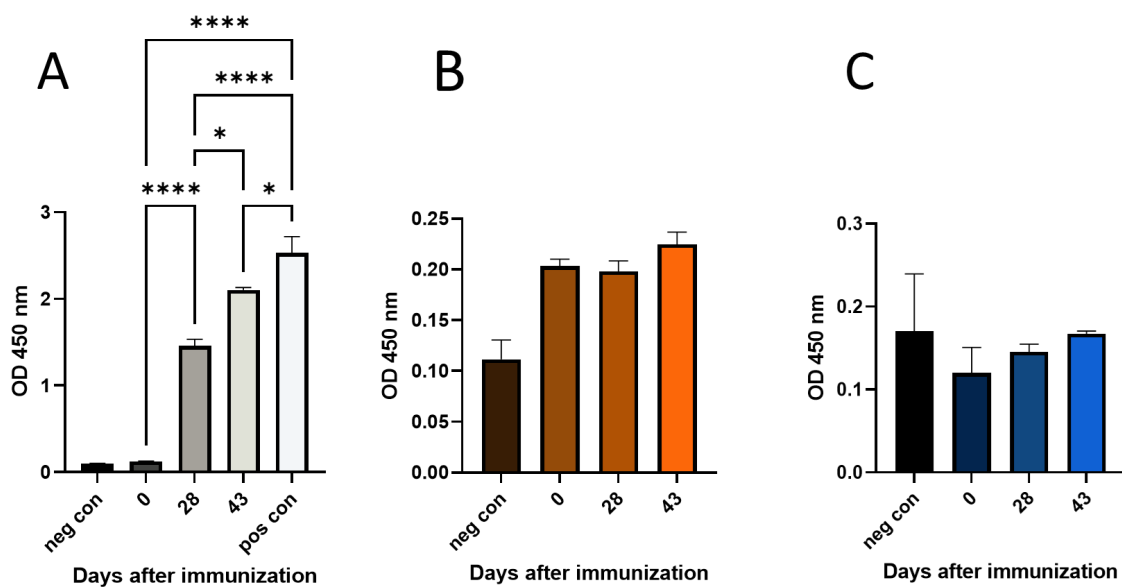 A
****
****
*
****
*
OD 450 nm
3
2
1
0
neg con
0
28
43
pos con
Days after immunization
B
OD 450 nm
0.25
0.20
0.15
0.10
0.05
0.00
neg con
0
28
43
Days after immunization
C
OD 450 nm
0.3
0.2
0.1
0.0
neg con
0
28
43
Days after immunization